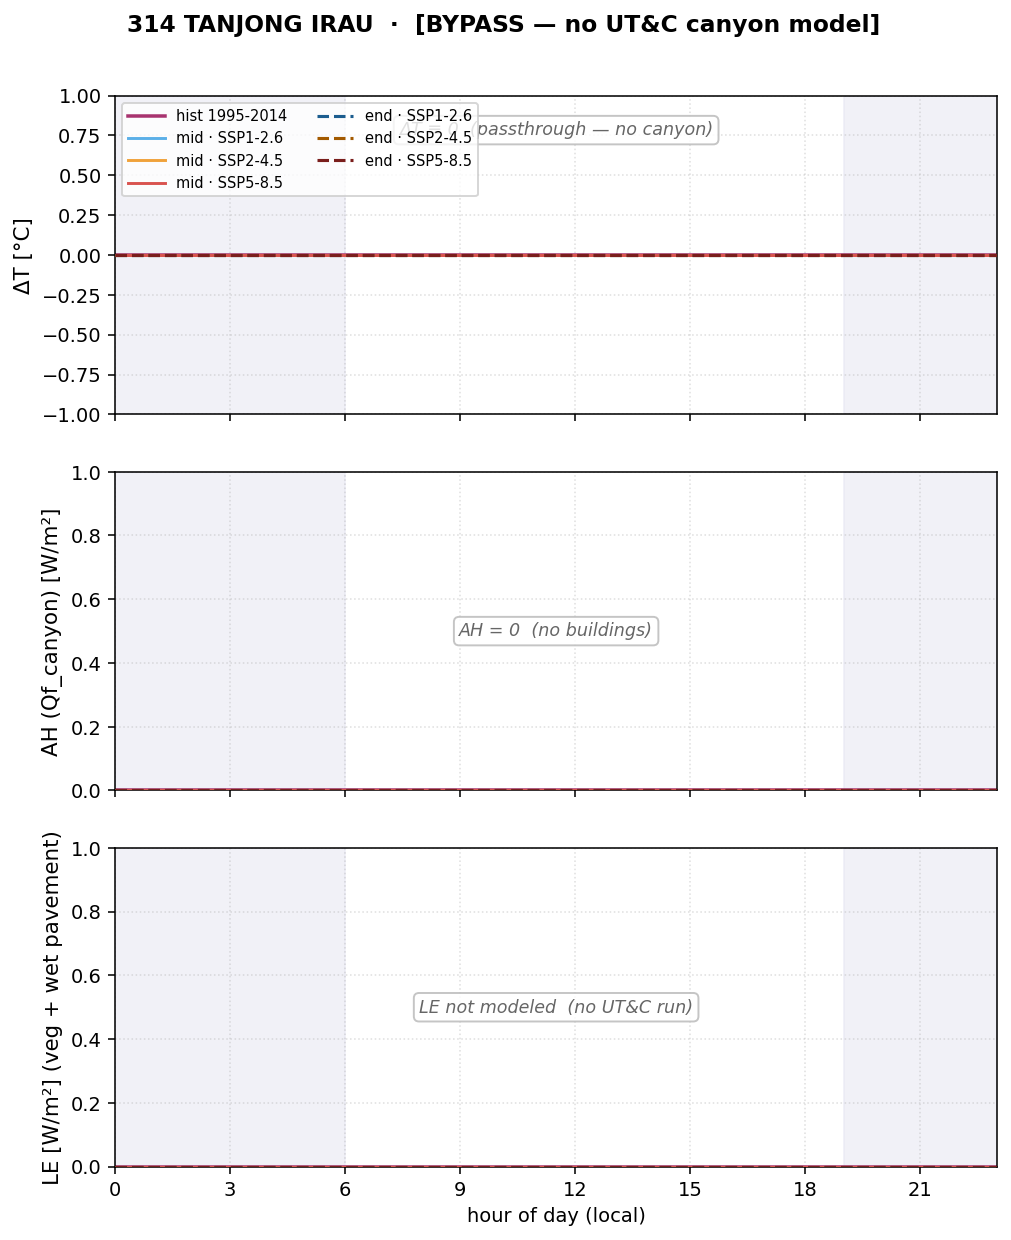 314 TANJONG IRAU · [BYPASS — no UT&C canyon model]
hist 1995-2014
mid · SSP1-2.6
mid · SSP2-4.5
mid · SSP5-8.5
end · SSP1-2.6
end · SSP2-4.5
end · SSP5-8.5
(passthrough — no canyon)
ΔT [°C]
1.00
0.75
0.50
0.25
0.00
−0.25
−0.50
−0.75
−1.00
AH (Qf_canyon) [W/m²]
1.0
0.8
0.6
0.4
0.2
0.0
AH = 0 (no buildings)
LE [W/m²] (veg + wet pavement)
1.0
0.8
0.6
0.4
0.2
0.0
LE not modeled (no UT&C run)
0 3 6 9 12 15 18 21
hour of day (local)